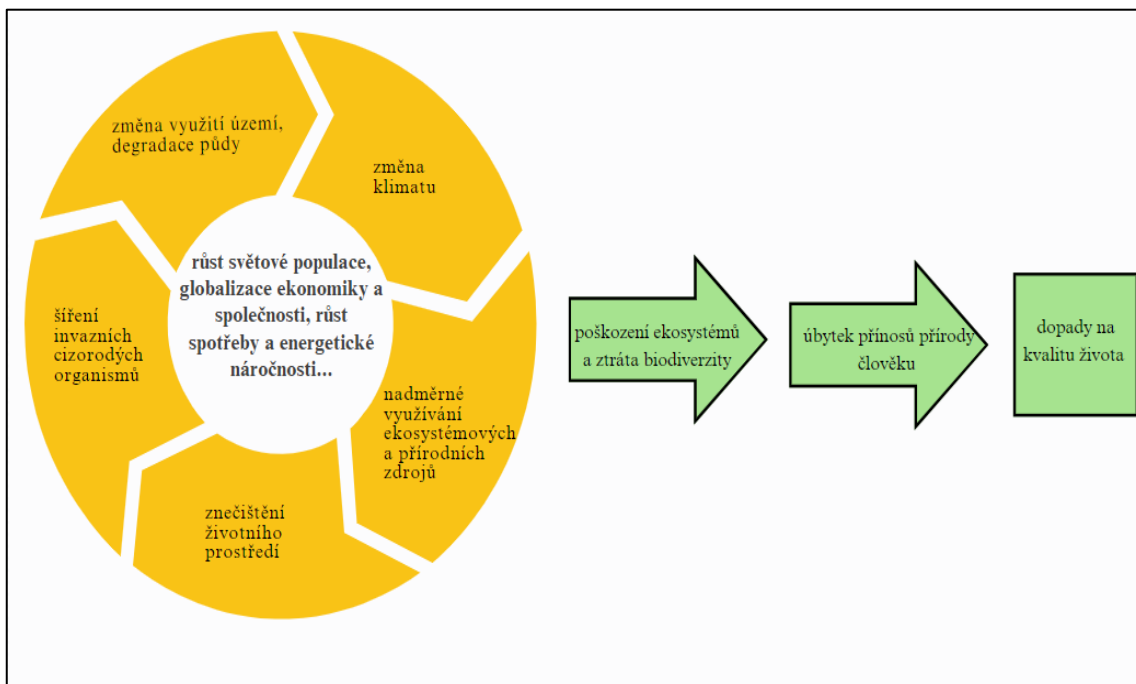 změna využití území,
degradace půdy
změna
klimatu
růst světové populace,
globalizace ekonomiky a
společnosti, růst
spotřeby a energetické
náročnosti...
šíření
invazních
cizorodých
organismů
nadměrné
využívání
ekosystémových
a přírodních
zdrojů
znečištění
životního
prostředí
poškození ekosystémů
a ztráta biodiverzity
úbytek přínosů přírody
člověku
dopady na
kvalitu života